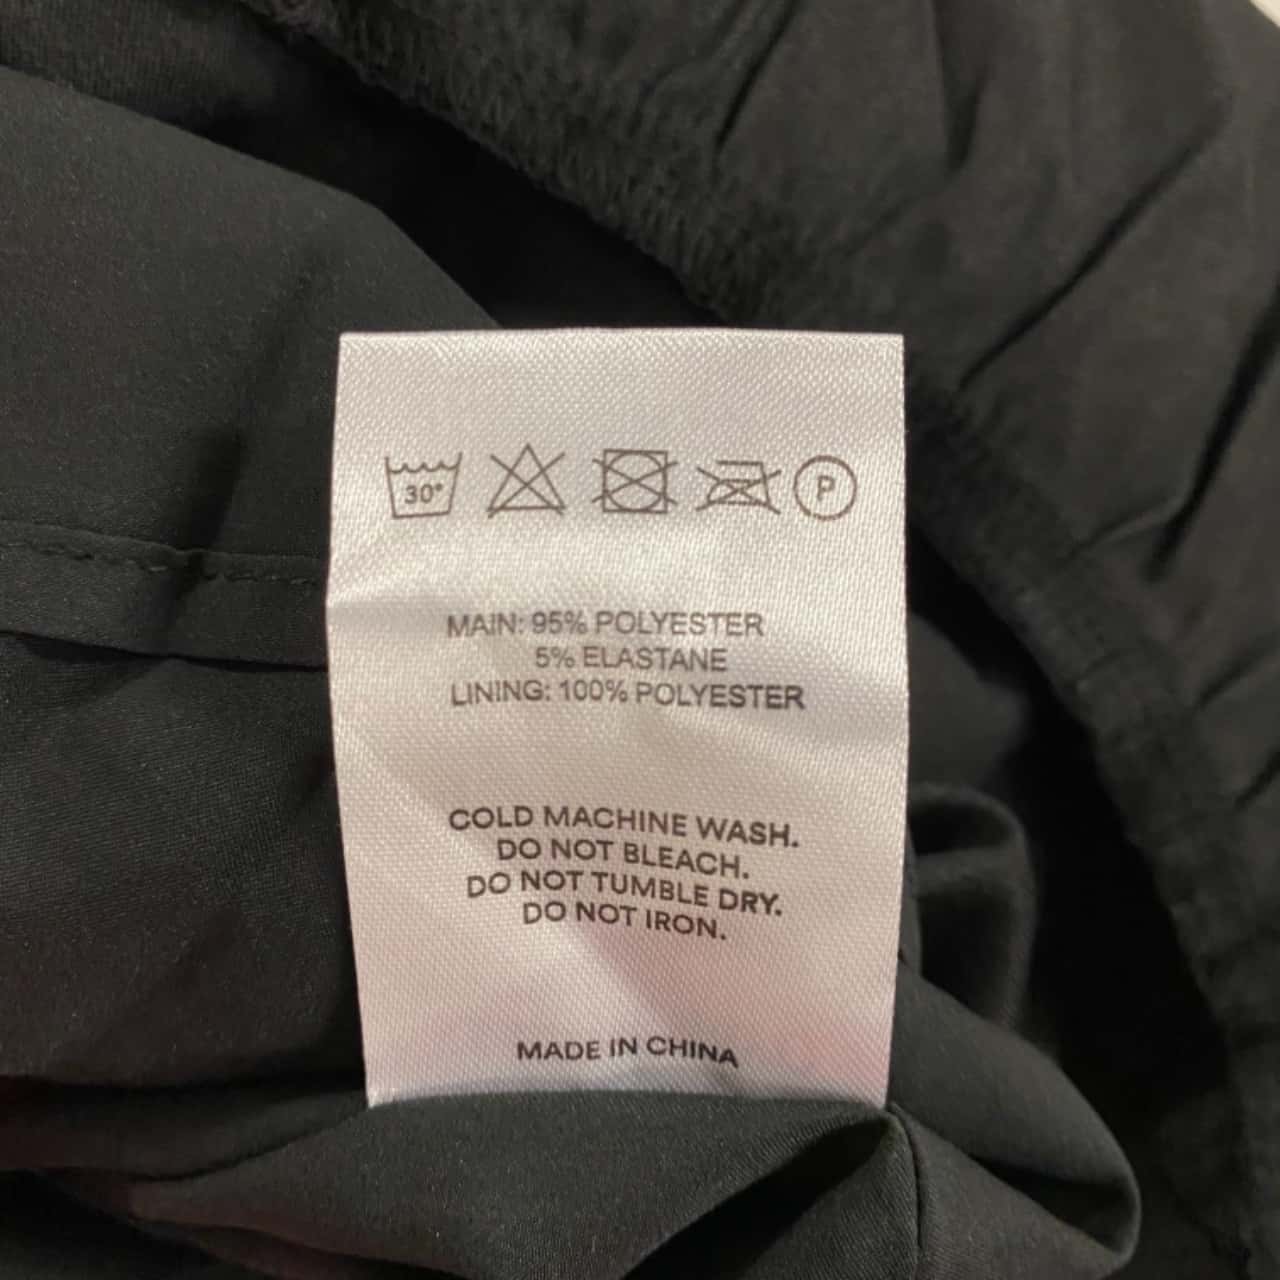 30°
P
MAIN: 95% POLYESTER
5% ELASTANE
LINING: 100% POLYESTER
COLD MACHINE WASH.
DO NOT BLEACH.
DO NOT TUMBLE DRY.
DO NOT IRON.
MADE IN CHINA